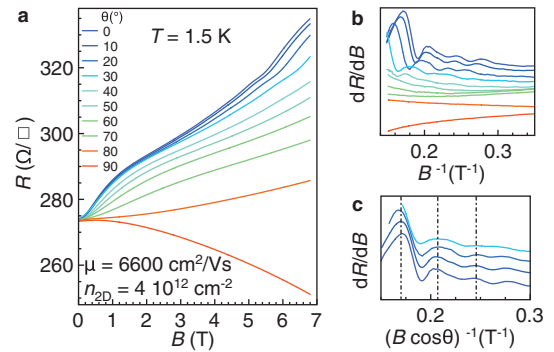 a
θ(°)
0
10
20
30
40
50
60
70
80
90
T = 1.5 K
320
300
280
260
R (Ω/□)
μ = 6600 cm²/Vs
n2D = 4 10¹² cm⁻²
0 1 2 3 4 5 6 7
B (T)
b
dR/dB
0.2
B⁻¹(T⁻¹)
c
dR/dB
0.2 0.3
(B cosθ)⁻¹(T⁻¹)